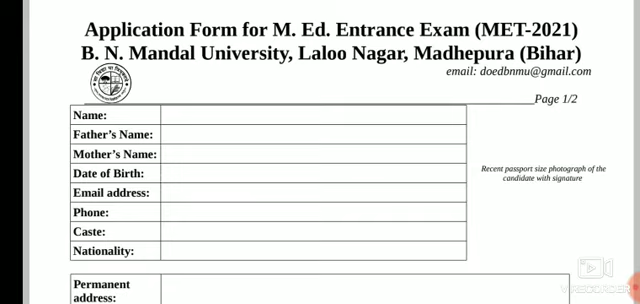 Application Form for M. Ed. Entrance Exam (MET-2021)
B. N. Mandal University, Laloo Nagar, Madhepura (Bihar)
email: doedbnmu@gmail.com
Page 1/2
Name:
Father's Name:
Mother's Name:
Recent passport size photograph of the
candidate with signature
Date of Birth:
Email address:
Phone:
Caste:
Nationality:
Permanent
address: